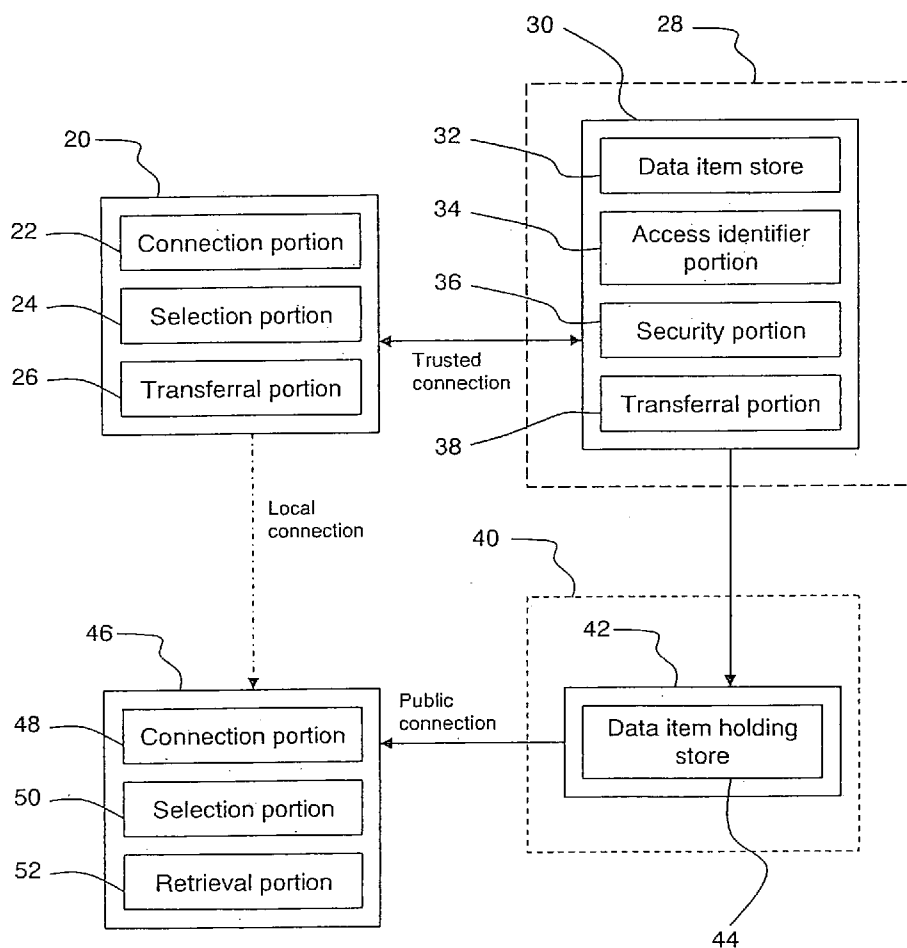 28
30
32
Data item store
20
34
Access identifier
portion
22
Connection portion
36
Security portion
24
Selection portion
Trusted
connection
26
Transferral portion
Transferral portion
38
Local
connection
40
46
42
Public
connection
48
Connection portion
Data item holding
store
50
Selection portion
52
Retrieval portion
44